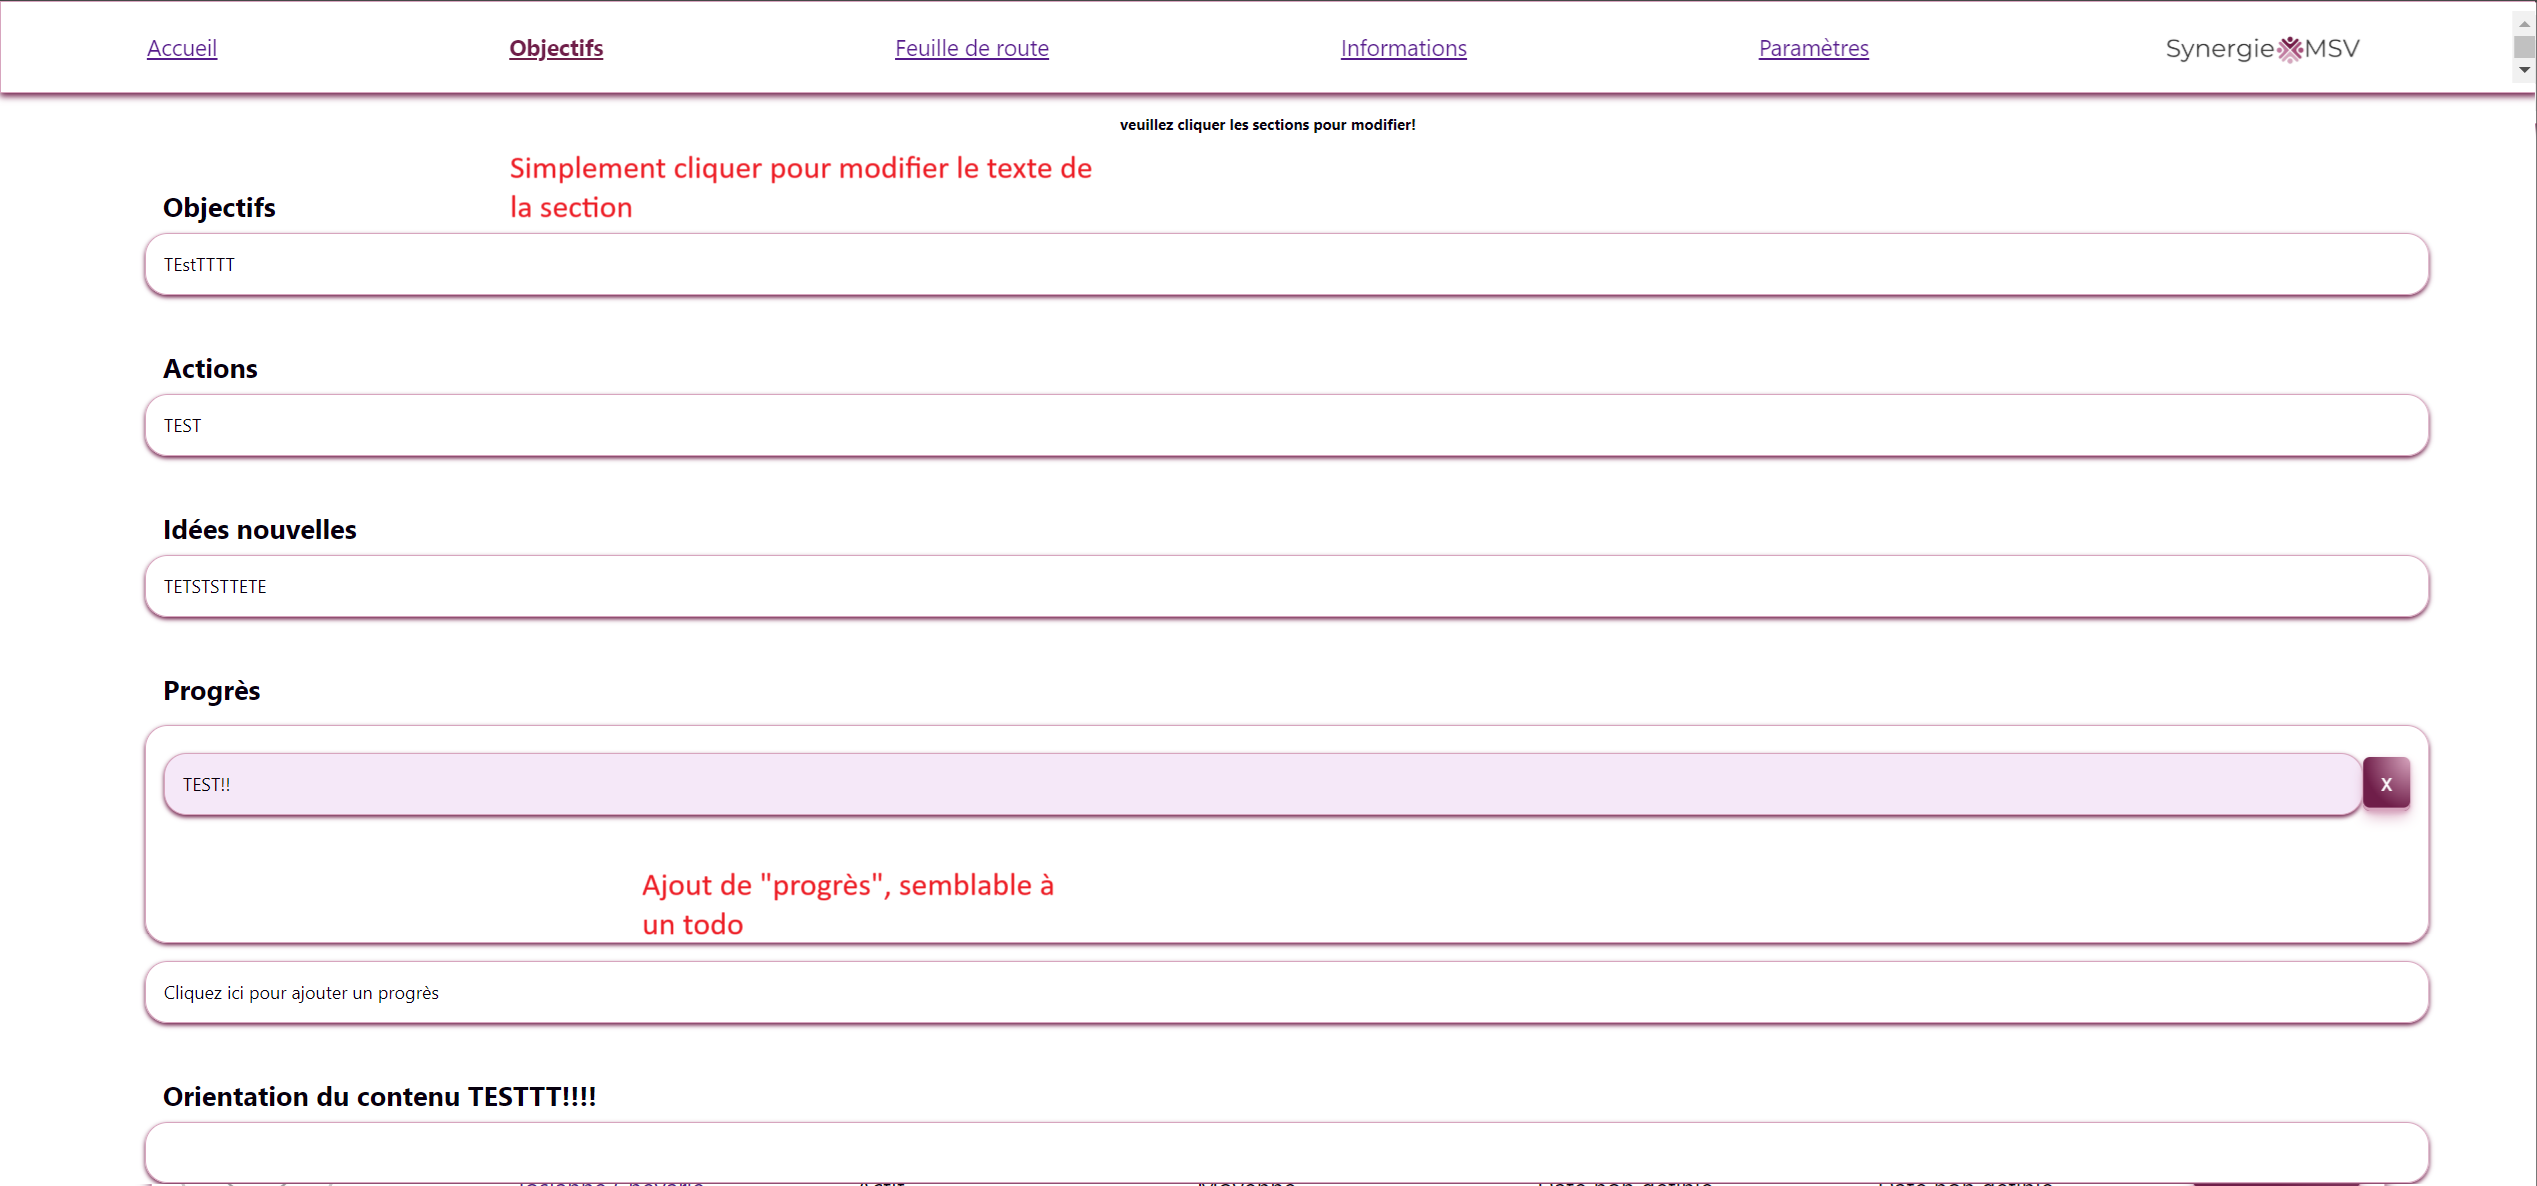 Accueil Objectifs Feuille de route Informations Paramètres Synergie MSV
veuillez cliquer les sections pour modifier!
Simplement cliquer pour modifier le texte de
la section
Objectifs
TEstTTTT
Actions
TEST
Idées nouvelles
TETSTSTTETE
Progrès
TEST!!
X
Ajout de "progrès", semblable à
un todo
Cliquez ici pour ajouter un progrès
Orientation du contenu TESTTT!!!!